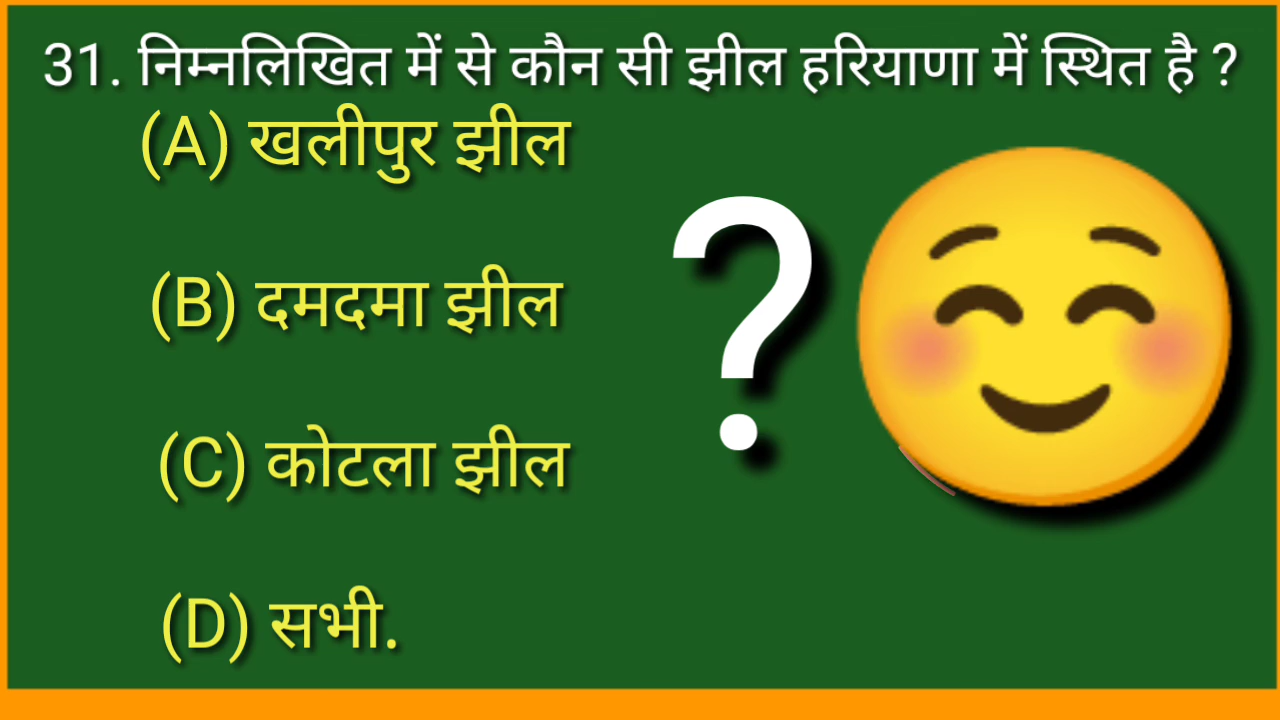 31. निम्नलिखित में से कौन सी झील हरियाणा में स्थित है ?
(A) खलीपुर झील
(B) दमदमा झील
(C) कोटला झील
(D) सभी.
?